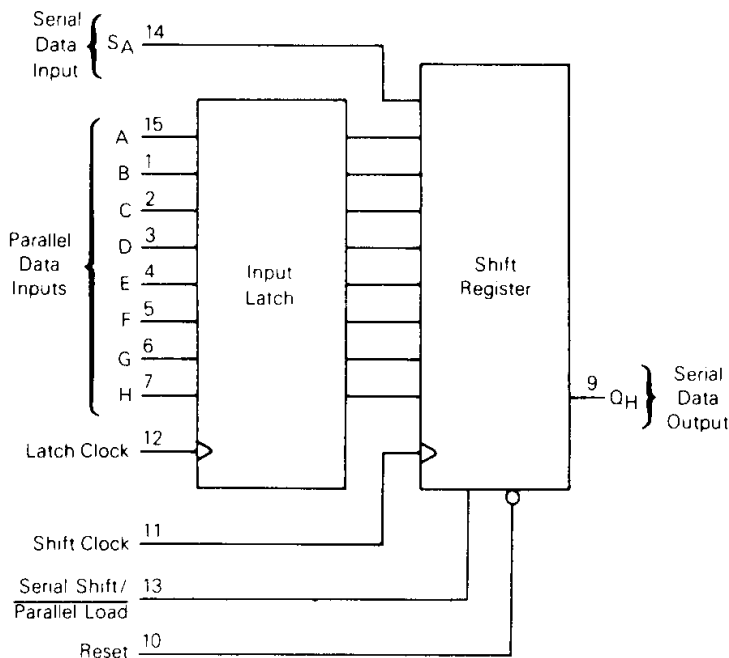 Serial
Data
Input
SA 14
A 15
B 1
C 2
D 3
E 4
F 5
G 6
H 7
Parallel
Data
Inputs
Input
Latch
Shift
Register
9 QH
Serial
Data
Output
Latch Clock 12
Shift Clock 11
Serial Shift/
Parallel Load 13
Reset 10